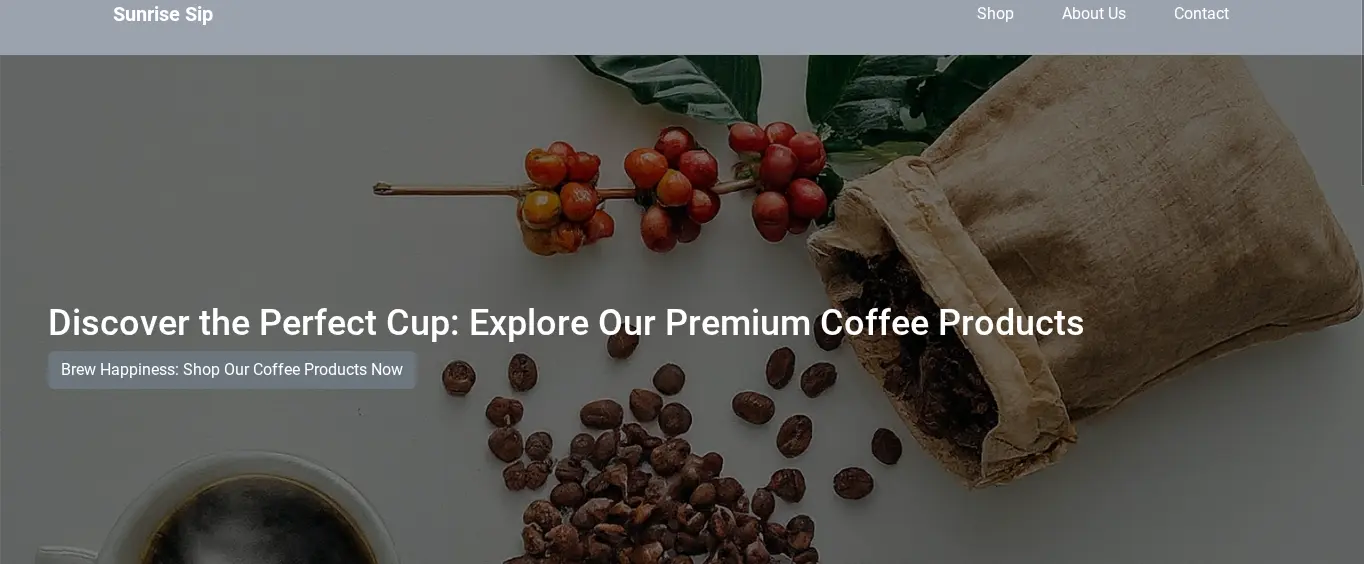 Sunrise Sip
Shop
About Us
Contact
Discover the Perfect Cup: Explore Our Premium Coffee Products
Brew Happiness: Shop Our Coffee Products Now